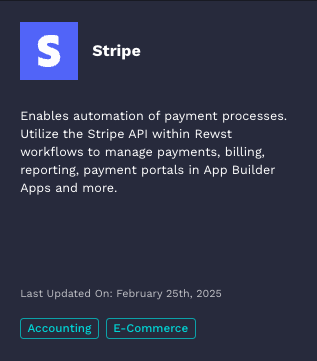 S
Stripe
Enables automation of payment processes.
Utilize the Stripe API within Rewst
workflows to manage payments, billing,
reporting, payment portals in App Builder
Apps and more.
Last Updated On: February 25th, 2025
Accounting
E-Commerce